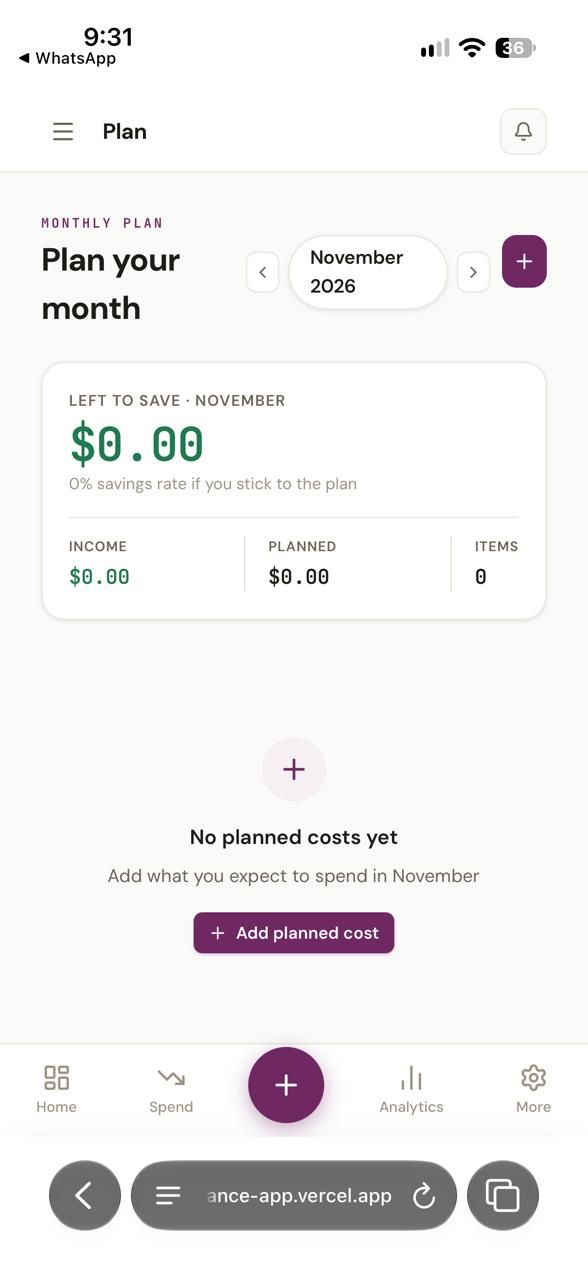 9:31
◀ WhatsApp
36
Plan
MONTHLY PLAN
Plan your
month
November
2026
LEFT TO SAVE · NOVEMBER
$0.00
0% savings rate if you stick to the plan
INCOME
PLANNED
ITEMS
$0.00
$0.00
0
No planned costs yet
Add what you expect to spend in November
+ Add planned cost
Home
Spend
Analytics
More
ance-app.vercel.app